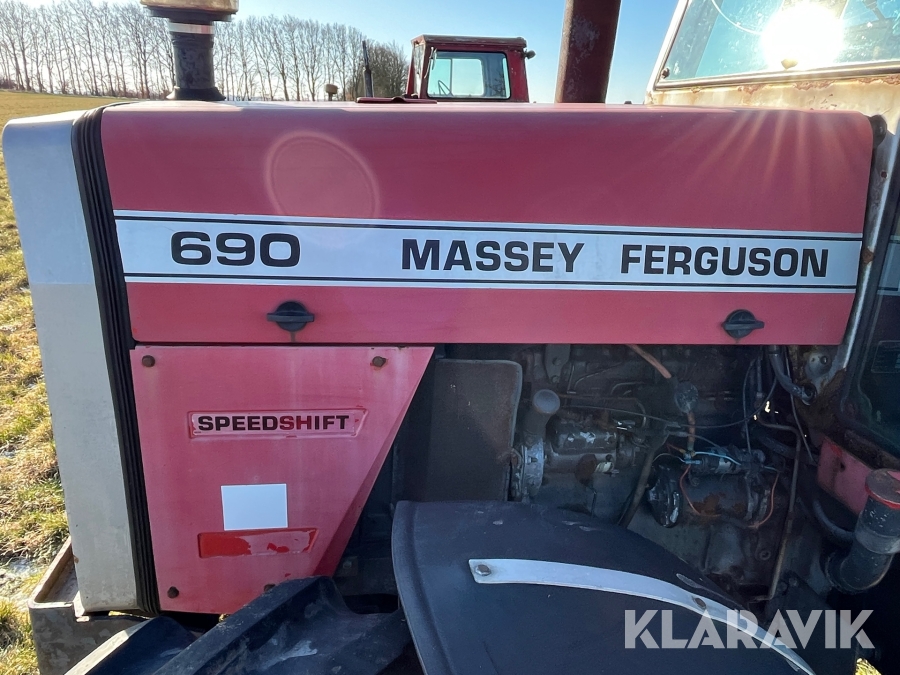 690 MASSEY FERGUSON
SPEEDSHIFT
KLARAVIK